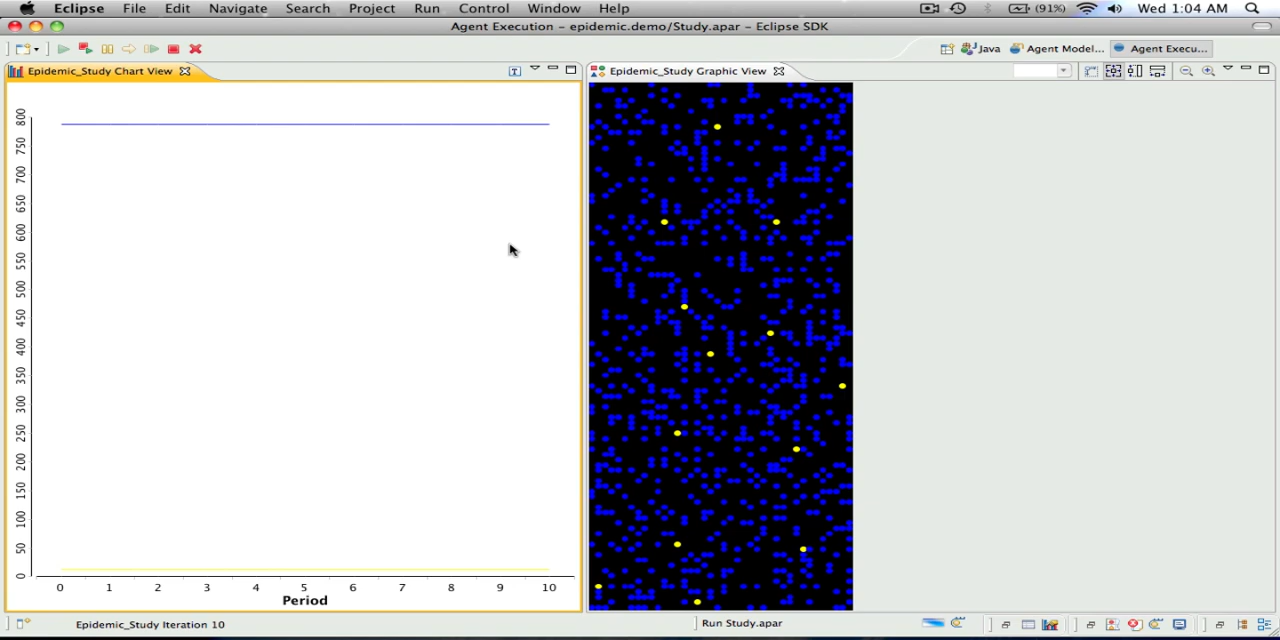 Eclipse File Edit Navigate Search Project Run Control Window Help (91%) Wed 1:04 AM
Agent Execution – epidemic.demo/Study.apar – Eclipse SDK
Java Agent Model... Agent Execu...
Epidemic_Study Chart View
Epidemic_Study Graphic View
800
750
700
650
600
550
500
450
400
350
300
250
200
150
100
50
0
0 1 2 3 4 5 6 7 8 9 10
Period
Epidemic_Study Iteration 10
Run Study.apar